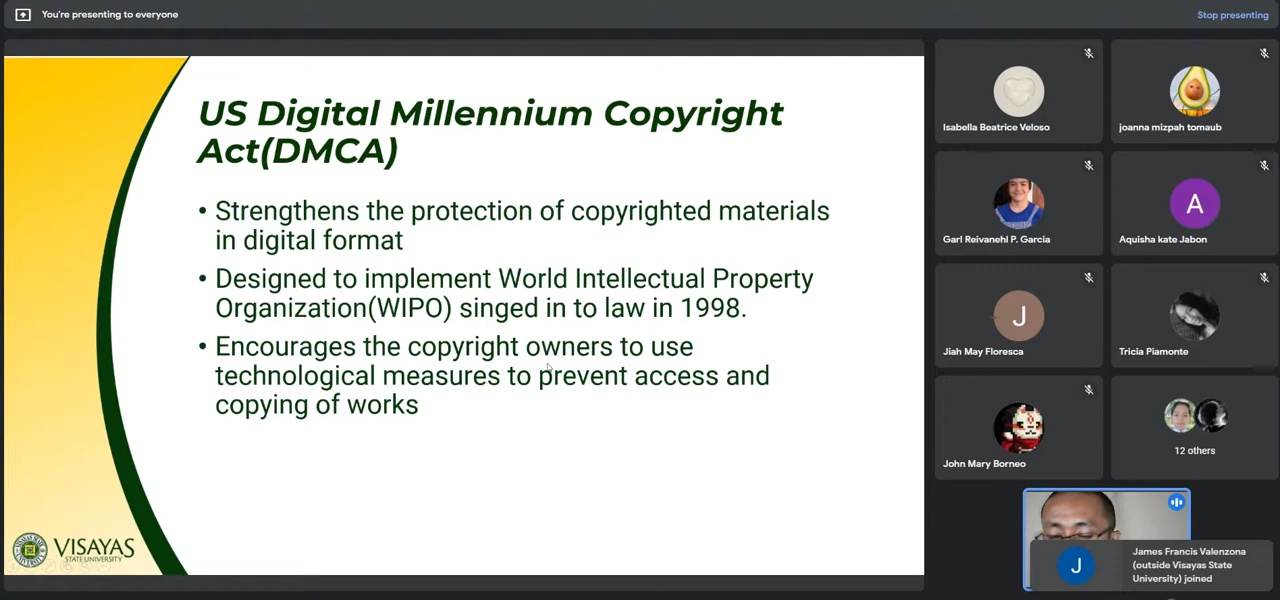 You're presenting to everyone
Stop presenting
US Digital Millennium Copyright
Act(DMCA)
• Strengthens the protection of copyrighted materials
in digital format
• Designed to implement World Intellectual Property
Organization(WIPO) singed in to law in 1998.
• Encourages the copyright owners to use
technological measures to prevent access and
copying of works
VISAYAS
STATE UNIVERSITY
Isabella Beatrice Veloso
joanna mizpah tomaub
Garl Reivanehl P. Garcia
A
Aquisha kate Jabon
J
Jiah May Floresca
Tricia Piamonte
John Mary Borneo
12 others
J
James Francis Valenzona
(outside Visayas State
University) joined